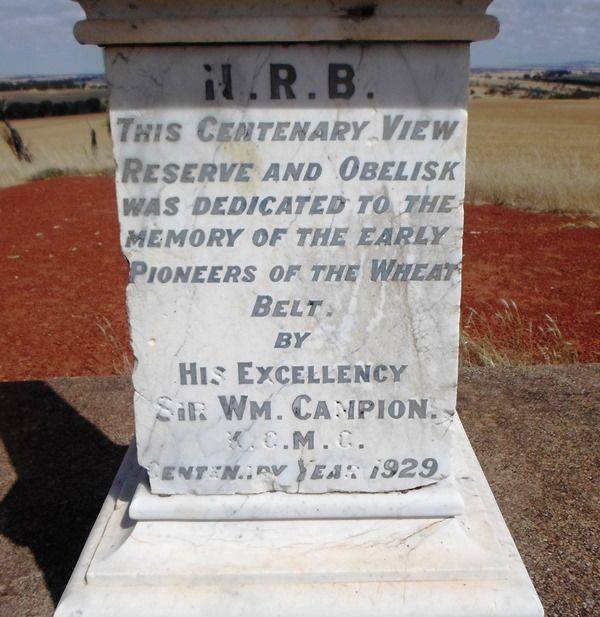 N.R.B.
THIS CENTENARY VIEW
RESERVE AND OBELISK
WAS DEDICATED TO THE
MEMORY OF THE EARLY
PIONEERS OF THE WHEAT
BELT.
BY
HIS EXCELLENCY
SIR WM. CAMPION.
K.C.M.G.
CENTENARY YEAR 1929